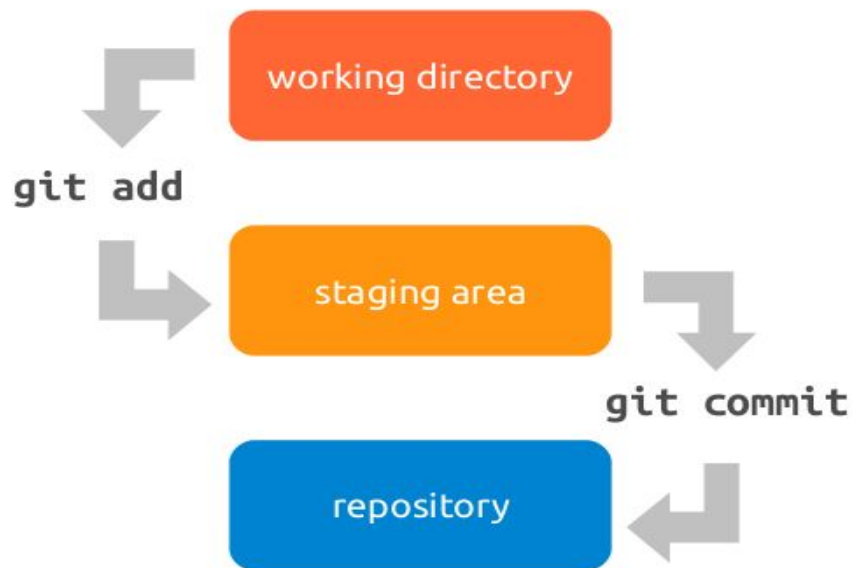 working directory
git add
staging area
git commit
repository